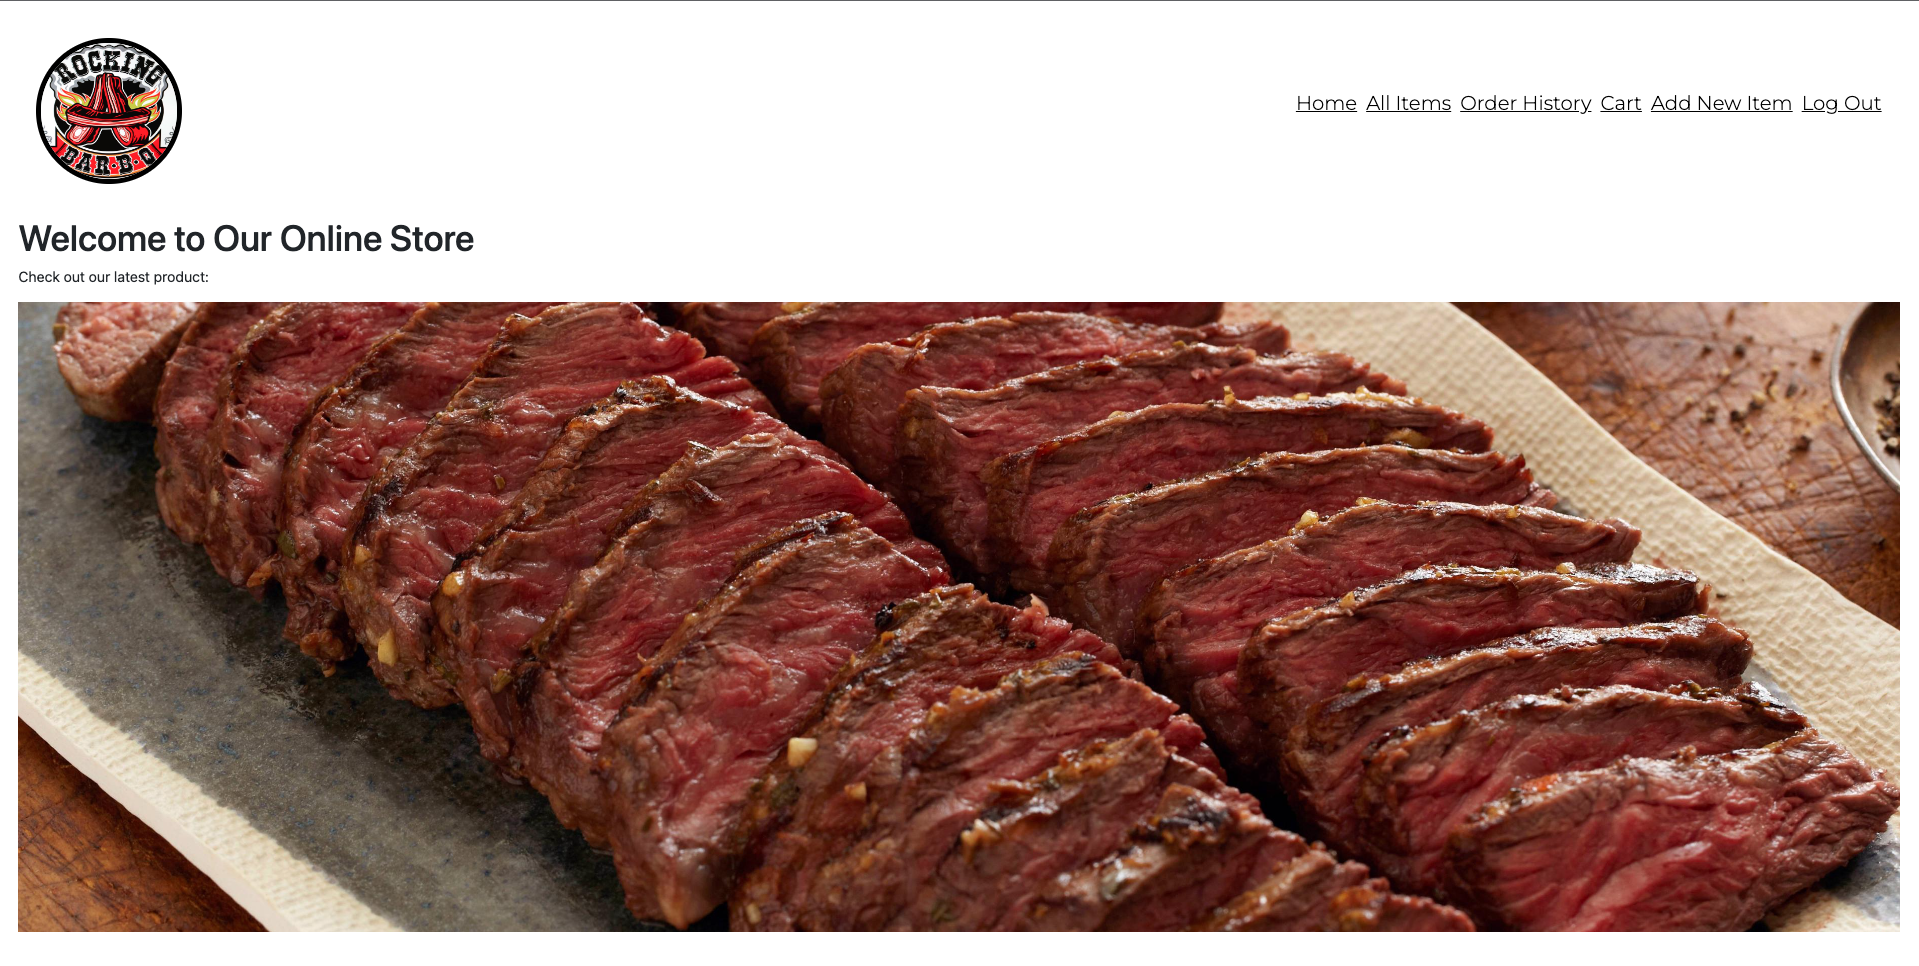 ROCKING
BAR-B-Q
Home All Items Order History Cart Add New Item Log Out
Welcome to Our Online Store
Check out our latest product: